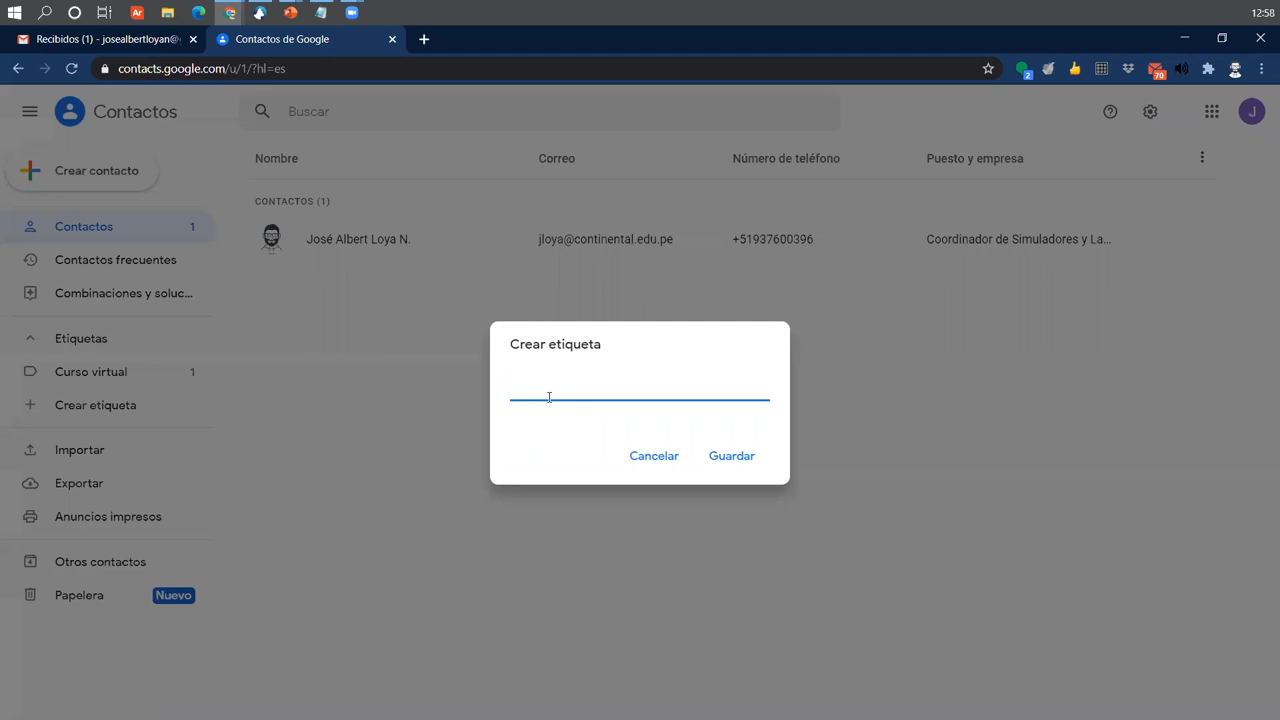 12:58
Recibidos (1) - josealbertloyan@
Contactos de Google
contacts.google.com/u/1/?hl=es
2
70
Contactos
Buscar
J
Crear contacto
Nombre
Correo
Número de teléfono
Puesto y empresa
CONTACTOS (1)
Contactos 1
José Albert Loya N.
jloya@continental.edu.pe
+51937600396
Coordinador de Simuladores y La...
Contactos frecuentes
Combinaciones y soluc...
Etiquetas
Curso virtual 1
Crear etiqueta
Importar
Exportar
Anuncios impresos
Otros contactos
Papelera
Nuevo
Crear etiqueta
Cancelar
Guardar